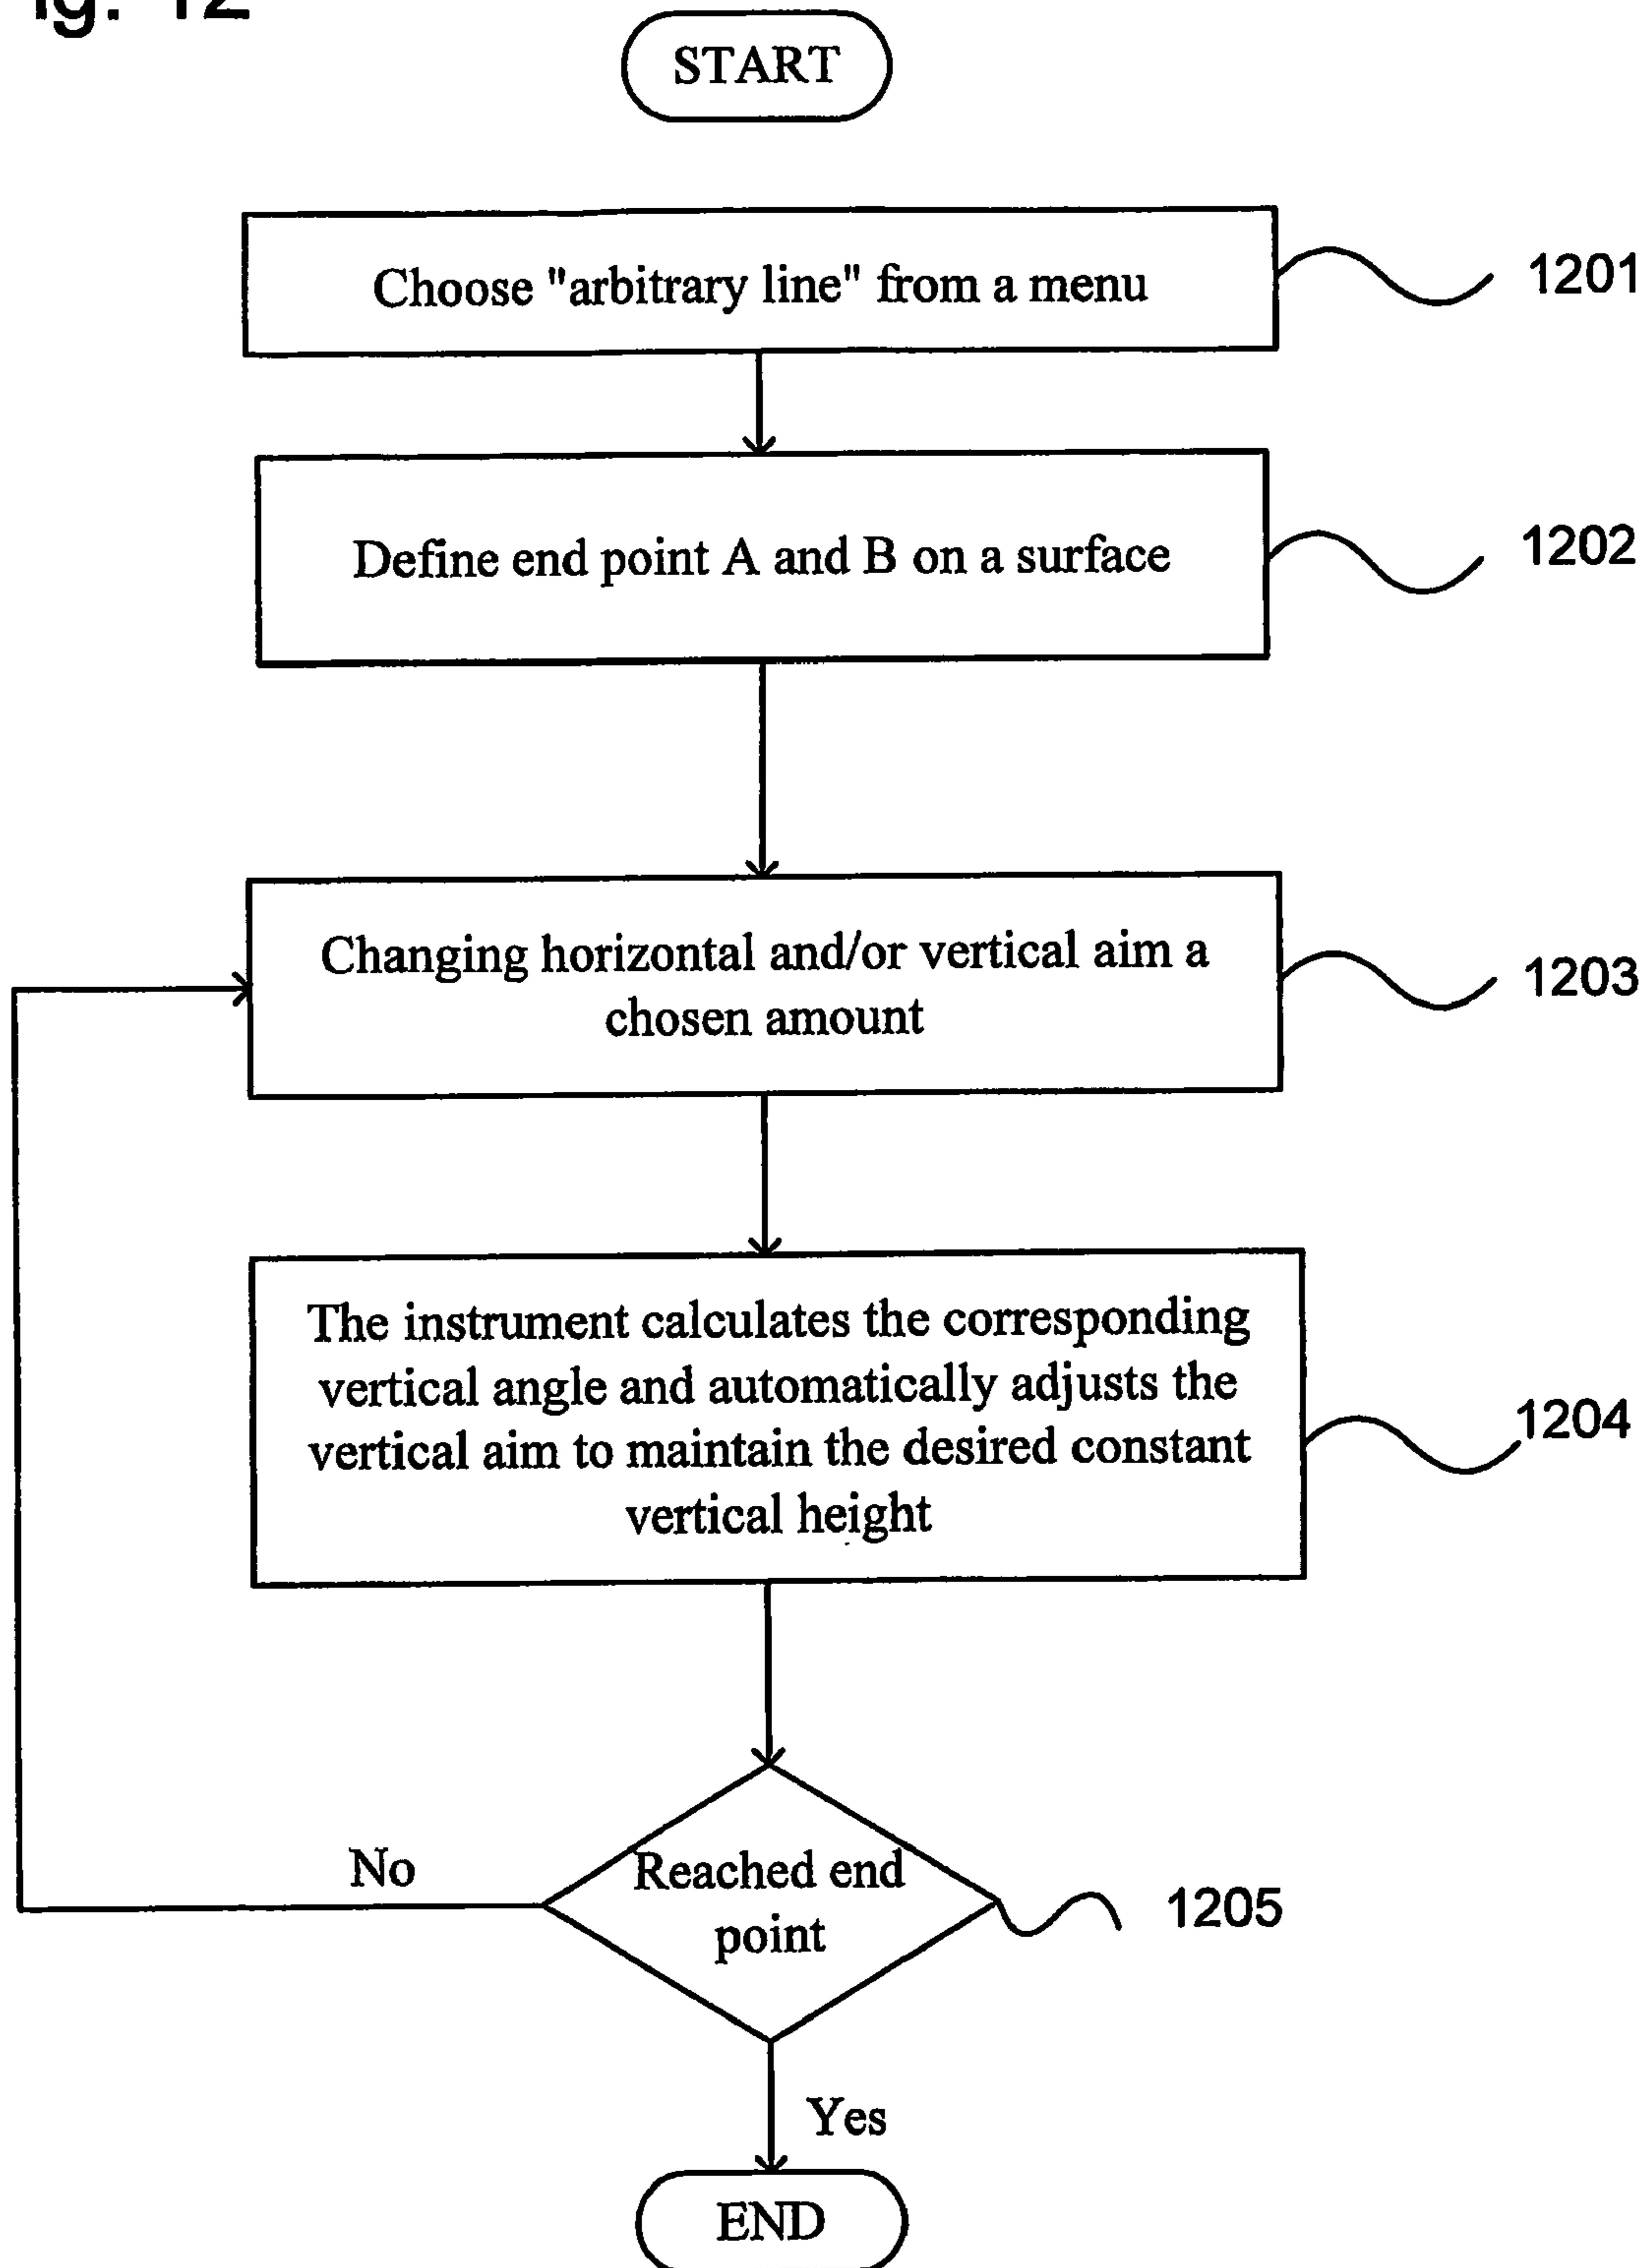 ig. 12
START
Choose "arbitrary line" from a menu
1201
Define end point A and B on a surface
1202
Changing horizontal and/or vertical aim a
chosen amount
1203
The instrument calculates the corresponding
vertical angle and automatically adjusts the
vertical aim to maintain the desired constant
vertical height
1204
Reached end
point
1205
No
Yes
END